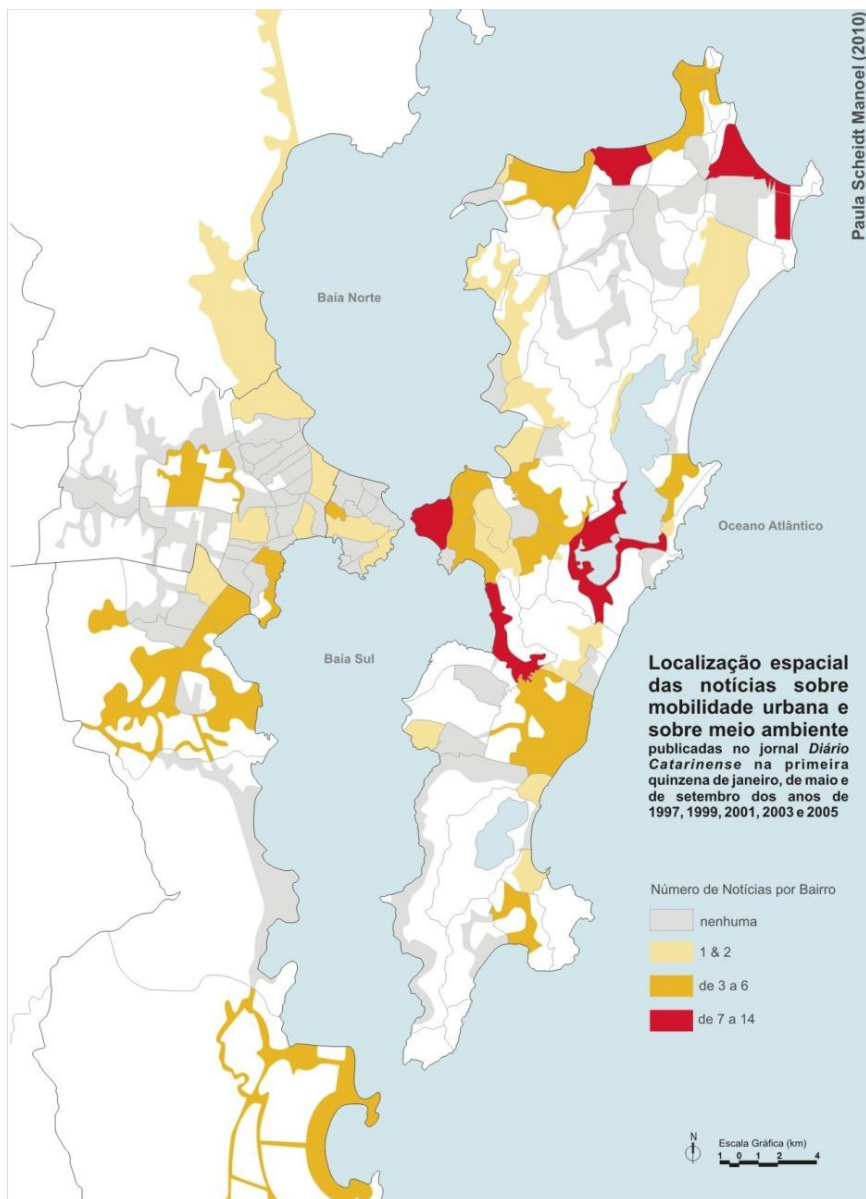 Paula Scheidt Manoel (2010)
Baía Norte
Oceano Atlântico
Baía Sul
Localização espacial
das notícias sobre
mobilidade urbana e
sobre meio ambiente
publicadas no jornal Diário
Catarinense na primeira
quinzena de janeiro, de maio e
de setembro dos anos de
1997, 1999, 2001, 2003 e 2005
Número de Notícias por Bairro
nenhuma
1 & 2
de 3 a 6
de 7 a 14
N
Escala Gráfica (km)
1 0 1 2 4